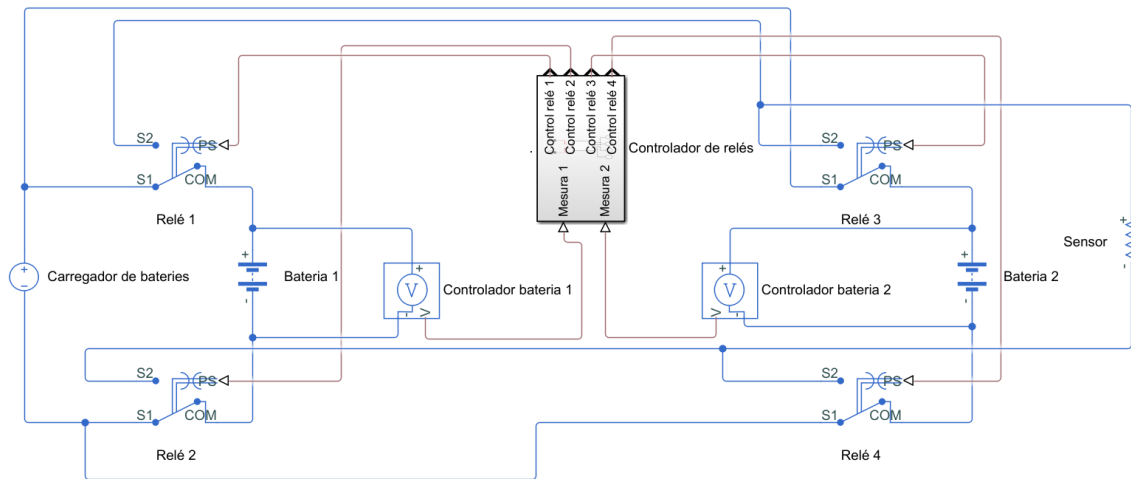 Control relé 1
Control relé 2
Control relé 3
Control relé 4
Mesura 1
Mesura 2
Controlador de relés
S2
PS
S1
COM
Relé 1
S2
PS
S1
COM
Relé 3
Carregador de bateries
+
-
Bateria 1
+
V
-
V
Controlador bateria 1
+
V
-
V
Controlador bateria 2
+
-
Bateria 2
Sensor
+
-
S2
PS
S1
COM
Relé 2
S2
PS
S1
COM
Relé 4